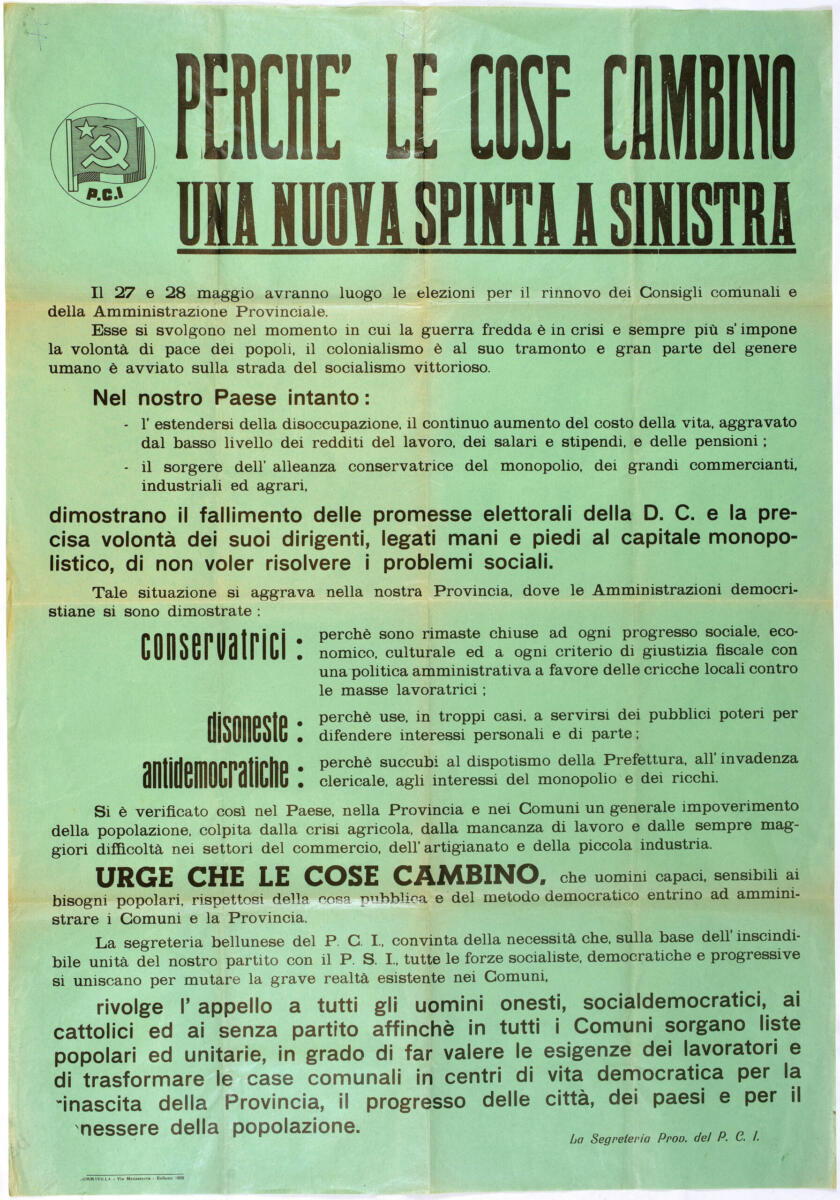 PERCHE' LE COSE CAMBINO
UNA NUOVA SPINTA A SINISTRA
P.C.I
Il 27 e 28 maggio avranno luogo le elezioni per il rinnovo dei Consigli comunali e
della Amministrazione Provinciale.
Esse si svolgono nel momento in cui la guerra fredda è in crisi e sempre più s'impone
la volontà di pace dei popoli, il colonialismo è al suo tramonto e gran parte del genere
umano è avviato sulla strada del socialismo vittorioso.
Nel nostro Paese intanto :
- l' estendersi della disoccupazione, il continuo aumento del costo della vita, aggravato
dal basso livello dei redditi del lavoro, dei salari e stipendi, e delle pensioni ;
- il sorgere dell' alleanza conservatrice del monopolio, dei grandi commercianti,
industriali ed agrari,
dimostrano il fallimento delle promesse elettorali della D. C. e la pre-
cisa volontà dei suoi dirigenti, legati mani e piedi al capitale monopo-
listico, di non voler risolvere i problemi sociali.
Tale situazione si aggrava nella nostra Provincia, dove le Amministrazioni democri-
stiane si sono dimostrate :
conservatrici : perchè sono rimaste chiuse ad ogni progresso sociale, eco-
nomico, culturale ed a ogni criterio di giustizia fiscale con
una politica amministrativa a favore delle cricche locali contro
le masse lavoratrici ;
disoneste : perchè use, in troppi casi, a servirsi dei pubblici poteri per
difendere interessi personali e di parte ;
antidemocratiche : perchè succubi al dispotismo della Prefettura, all' invadenza
clericale, agli interessi del monopolio e dei ricchi.
Si è verificato così nel Paese, nella Provincia e nei Comuni un generale impoverimento
della popolazione, colpita dalla crisi agricola, dalla mancanza di lavoro e dalle sempre mag-
giori difficoltà nei settori del commercio, dell' artigianato e della piccola industria.
URGE CHE LE COSE CAMBINO, che uomini capaci, sensibili ai
bisogni popolari, rispettosi della cosa pubblica e del metodo democratico entrino ad ammini-
strare i Comuni e la Provincia.
La segreteria bellunese del P. C. I., convinta della necessità che, sulla base dell' inscindi-
bile unità del nostro partito con il P. S. I., tutte le forze socialiste, democratiche e progressive
si uniscano per mutare la grave realtà esistente nei Comuni,
rivolge l' appello a tutti gli uomini onesti, socialdemocratici, ai
cattolici ed ai senza partito affinchè in tutti i Comuni sorgano liste
popolari ed unitarie, in grado di far valere le esigenze dei lavoratori e
di trasformare le case comunali in centri di vita democratica per la
inascita della Provincia, il progresso delle città, dei paesi e per il
nessere della popolazione.
La Segreteria Prov. del P. C. I.